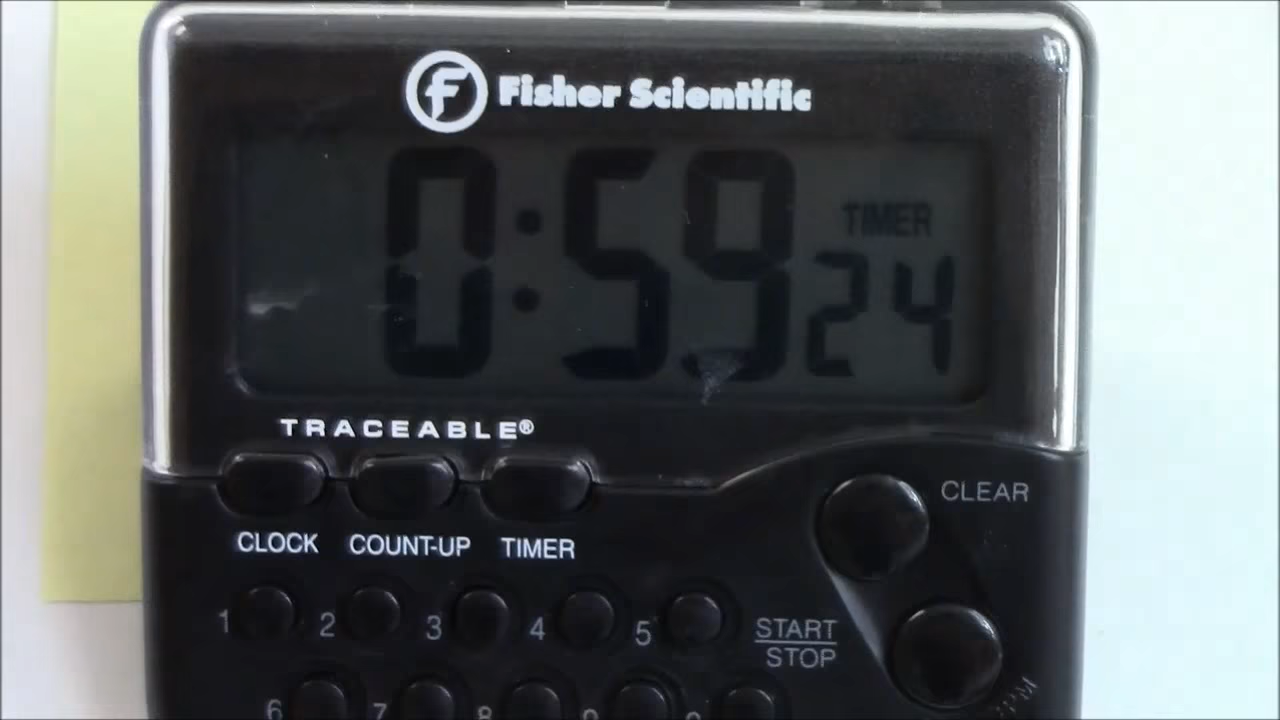 F Fisher Scientific
TIMER
0:59 24
TRACEABLE®
CLOCK COUNT-UP TIMER
CLEAR
1 2 3 4 5
START
STOP
6 7 8 9